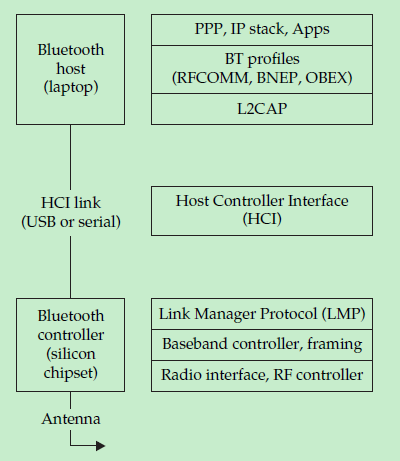 Bluetooth
host
(laptop)
PPP, IP stack, Apps
BT profiles
(RFCOMM, BNEP, OBEX)
L2CAP
HCI link
(USB or serial)
Host Controller Interface
(HCI)
Bluetooth
controller
(silicon
chipset)
Link Manager Protocol (LMP)
Baseband controller, framing
Radio interface, RF controller
Antenna